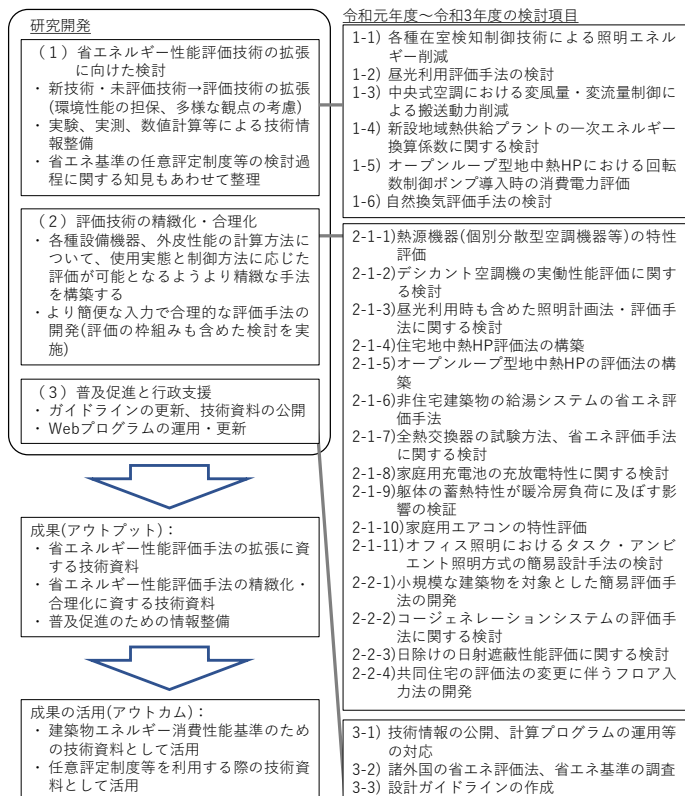 研究開発
（１）省エネルギー性能評価技術の拡張
に向けた検討
・新技術・未評価技術→評価技術の拡張
(環境性能の担保、多様な観点の考慮)
・実験、実測、数値計算等による技術情
報整備
・省エネ基準の任意評定制度等の検討過
程に関する知見もあわせて整理
（２）評価技術の精緻化・合理化
・各種設備機器、外皮性能の計算方法に
ついて、使用実態と制御方法に応じた
評価が可能となるようより精緻な手法
を構築する
・より簡便な入力で合理的な評価手法の
開発(評価の枠組みも含めた検討を実
施)
（３）普及促進と行政支援
・ガイドラインの更新、技術資料の公開
・Webプログラムの運用・更新
成果(アウトプット)：
・省エネルギー性能評価手法の拡張に資
する技術資料
・省エネルギー性能評価手法の精緻化・
合理化に資する技術資料
・普及促進のための情報整備
成果の活用(アウトカム)：
・建築物エネルギー消費性能基準のため
の技術資料として活用
・任意評定制度等を利用する際の技術資
料として活用
令和元年度～令和3年度の検討項目
1-1) 各種在室検知制御技術による照明エネル
ギー削減
1-2) 昼光利用評価手法の検討
1-3) 中央式空調における変風量・変流量制御に
よる搬送動力削減
1-4) 新設地域熱供給プラントの一次エネルギー
換算係数に関する検討
1-5) オープンループ型地中熱HPにおける回転
数制御ポンプ導入時の消費電力評価
1-6) 自然換気評価手法の検討
2-1-1)熱源機器(個別分散型空調機器等)の特性
評価
2-1-2)デシカント空調機の実働性能評価に関す
る検討
2-1-3)昼光利用時も含めた照明計画法・評価手
法に関する検討
2-1-4)住宅地中熱HP評価法の構築
2-1-5)オープンループ型地中熱HPの評価法の構
築
2-1-6)非住宅建築物の給湯システムの省エネ評
価手法
2-1-7)全熱交換器の試験方法、省エネ評価手法
に関する検討
2-1-8)家庭用充電池の充放電特性に関する検討
2-1-9)躯体の蓄熱特性が暖冷房負荷に及ぼす影
響の検証
2-1-10)家庭用エアコンの特性評価
2-1-11)オフィス照明におけるタスク・アンビ
エント照明方式の簡易設計手法の検討
2-2-1)小規模な建築物を対象とした簡易評価手
法の開発
2-2-2)コージェネレーションシステムの評価手
法に関する検討
2-2-3)日除けの日射遮蔽性能評価に関する検討
2-2-4)共同住宅の評価法の変更に伴うフロア入
力法の開発
3-1) 技術情報の公開、計算プログラムの運用等
の対応
3-2) 諸外国の省エネ評価法、省エネ基準の調査
3-3) 設計ガイドラインの作成